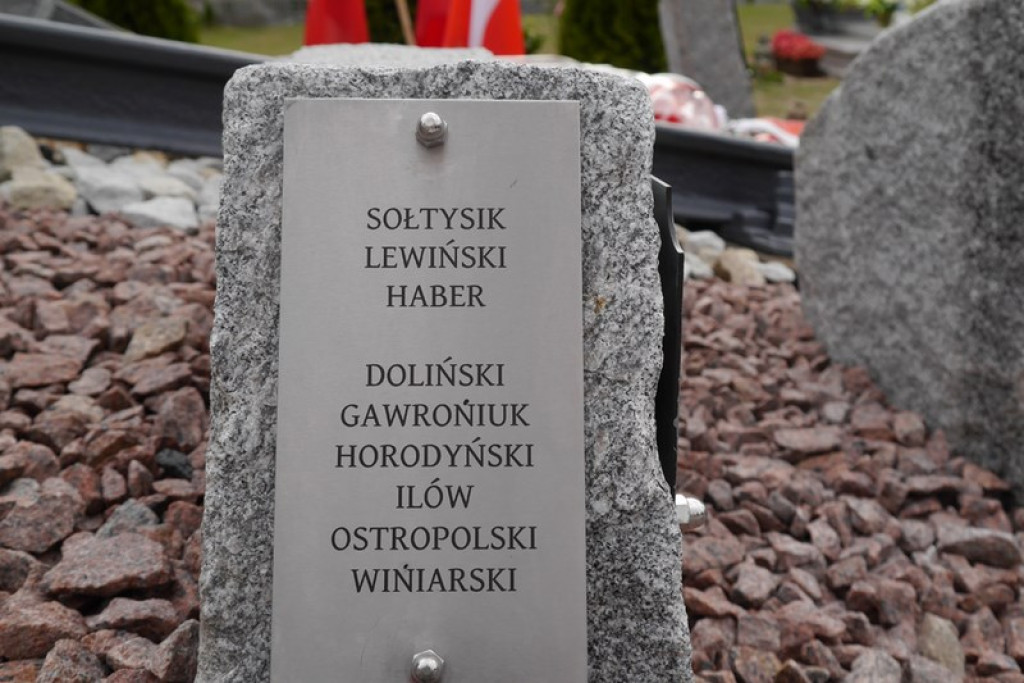 SOŁTYSIK
LEWIŃSKI
HABER
DOLIŃSKI
GAWROŃIUK
HORODYŃSKI
ILÓW
OSTROPOLSKI
WIŃIARSKI